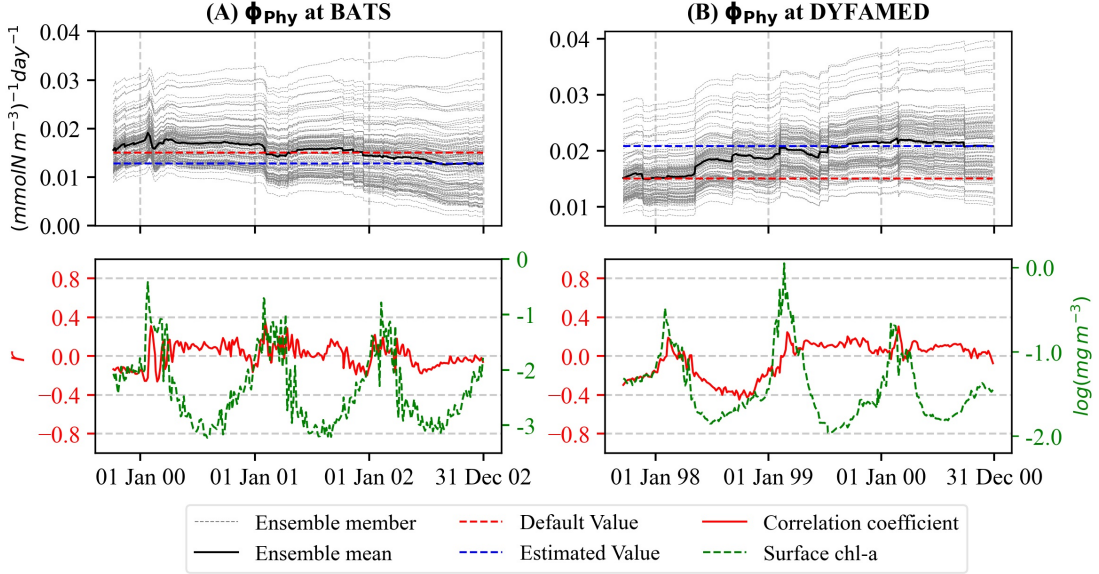 (A) ϕPhy at BATS
(B) ϕPhy at DYFAMED
(mmolN m⁻³)⁻¹day⁻¹
0.04
0.03
0.02
0.01
0.00
0.04
0.03
0.02
0.01
r
0.8
0.4
0.0
−0.4
−0.8
0
-1
-2
-3
0.8
0.4
0.0
−0.4
−0.8
0.0
-1.0
-2.0
log(mg m⁻³)
01 Jan 00 01 Jan 01 01 Jan 02 31 Dec 02
01 Jan 98 01 Jan 99 01 Jan 00 31 Dec 00
Ensemble member Default Value Correlation coefficient
Ensemble mean Estimated Value Surface chl-a